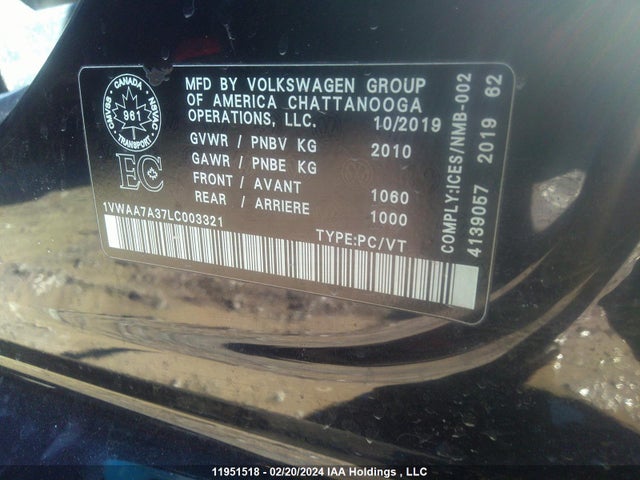 CANADA
CMVSS 961 NSVAC
TRANSPORT
EC
MFD BY VOLKSWAGEN GROUP
OF AMERICA CHATTANOOGA
OPERATIONS, LLC. 10/2019
GVWR / PNBV KG 2010
GAWR / PNBE KG
FRONT / AVANT 1060
REAR / ARRIERE 1000
1VWAA7A37LC003321
TYPE:PC/VT
COMPLY:ICES/NMB-002
4139057 2019 62
11951518 - 02/20/2024 IAA Holdings , LLC